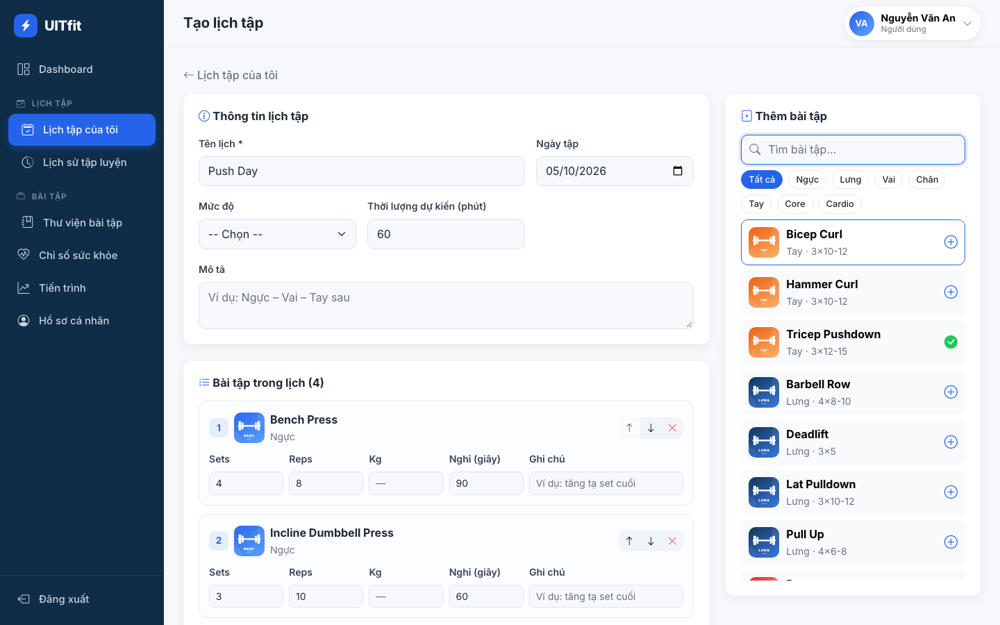 UITfit
Dashboard
LỊCH TẬP
Lịch tập của tôi
Lịch sử tập luyện
BÀI TẬP
Thư viện bài tập
Chỉ số sức khỏe
Tiến trình
Hồ sơ cá nhân
Đăng xuất
Tạo lịch tập
VA
Nguyễn Văn An
Người dùng
← Lịch tập của tôi
Thông tin lịch tập
Tên lịch *
Ngày tập
Push Day
05/10/2026
Mức độ
Thời lượng dự kiến (phút)
-- Chọn --
60
Mô tả
Ví dụ: Ngực – Vai – Tay sau
Bài tập trong lịch (4)
1
NGỰC
Bench Press
Ngực
Sets
Reps
Kg
Nghỉ (giây)
Ghi chú
4
8
—
90
Ví dụ: tăng tạ set cuối
2
NGỰC
Incline Dumbbell Press
Ngực
Sets
Reps
Kg
Nghỉ (giây)
Ghi chú
3
10
—
60
Ví dụ: tăng tạ set cuối
Thêm bài tập
Tìm bài tập...
Tất cả
Ngực
Lưng
Vai
Chân
Tay
Core
Cardio
TAY
Bicep Curl
Tay · 3×10-12
TAY
Hammer Curl
Tay · 3×10-12
TAY
Tricep Pushdown
Tay · 3×12-15
LƯNG
Barbell Row
Lưng · 4×8-10
LƯNG
Deadlift
Lưng · 3×5
LƯNG
Lat Pulldown
Lưng · 3×10-12
LƯNG
Pull Up
Lưng · 4×6-8